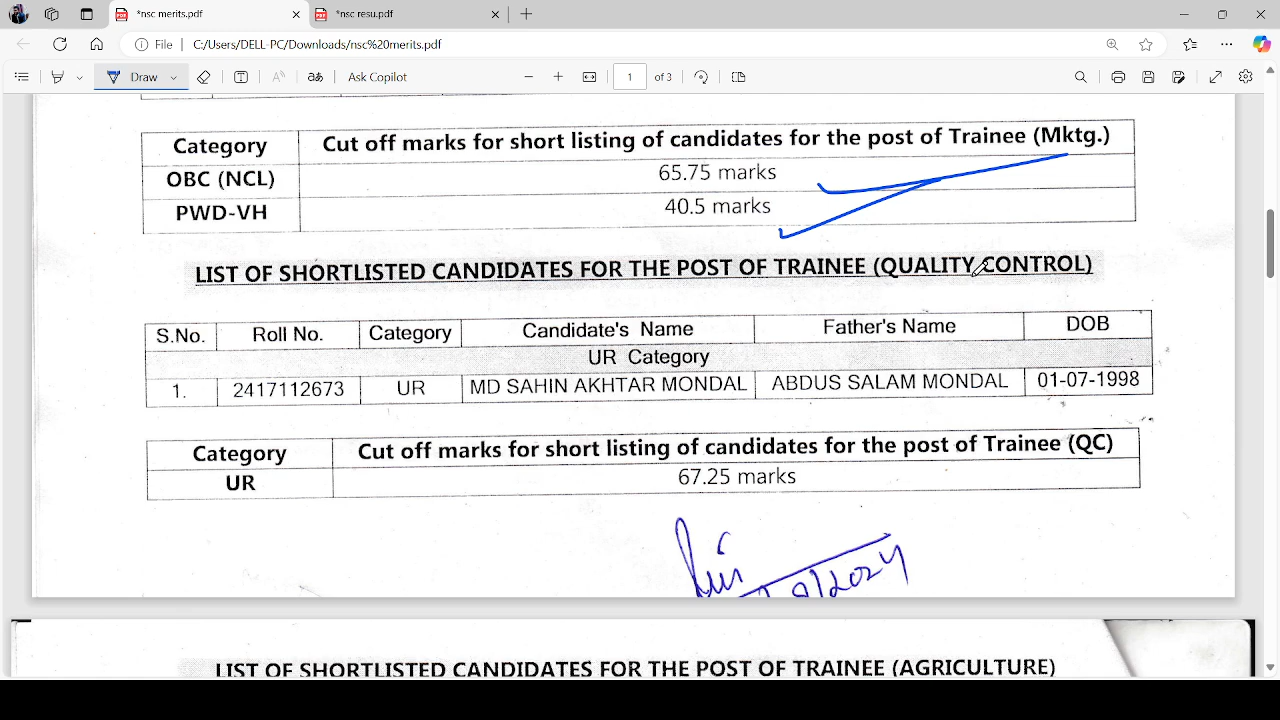 *nsc merits.pdf
*nsc resu.pdf
File C:/Users/DELL-PC/Downloads/nsc%20merits.pdf
Draw
aあ
Ask Copilot
1 of 3
Category Cut off marks for short listing of candidates for the post of Trainee (Mktg.)
OBC (NCL) 65.75 marks
PWD-VH 40.5 marks
LIST OF SHORTLISTED CANDIDATES FOR THE POST OF TRAINEE (QUALITY CONTROL)
S.No. Roll No. Category Candidate's Name Father's Name DOB
UR Category
1. 2417112673 UR MD SAHIN AKHTAR MONDAL ABDUS SALAM MONDAL 01-07-1998
Category Cut off marks for short listing of candidates for the post of Trainee (QC)
UR 67.25 marks
LIST OF SHORTLISTED CANDIDATES FOR THE POST OF TRAINEE (AGRICULTURE)